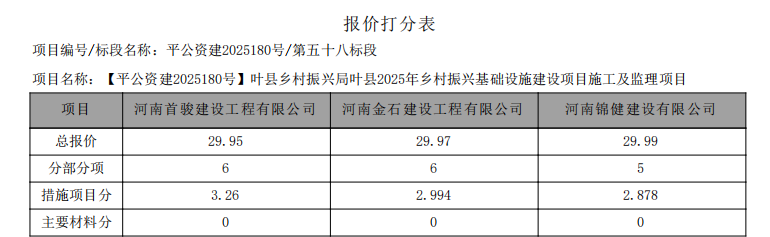 报价打分表
项目编号/标段名称：平公资建2025180号/第五十八标段
项目名称：【平公资建2025180号】叶县乡村振兴局叶县2025年乡村振兴基础设施建设项目施工及监理项目
项目 河南首骏建设工程有限公司 河南金石建设工程有限公司 河南锦健建设有限公司
总报价 29.95 29.97 29.99
分部分项 6 6 5
措施项目分 3.26 2.994 2.878
主要材料分 0 0 0